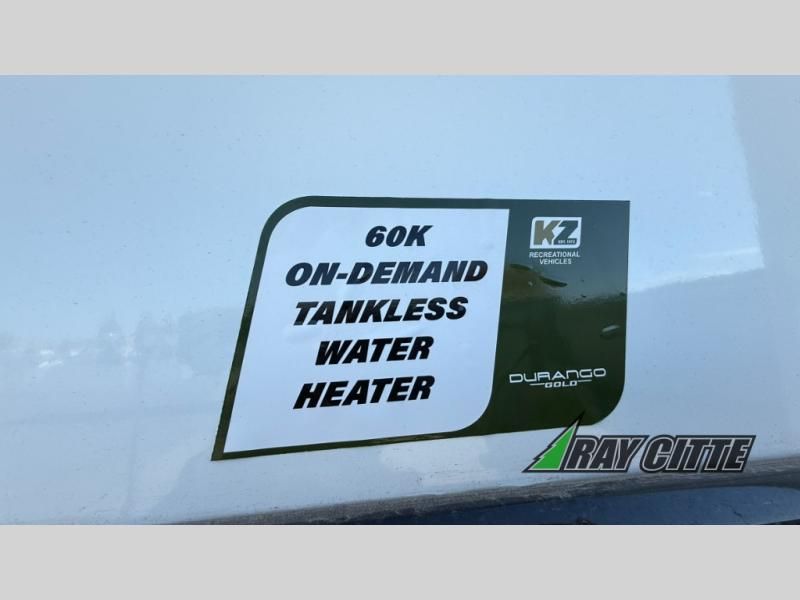 60K
ON-DEMAND
TANKLESS
WATER
HEATER
KZ
RECREATIONAL
VEHICLES
DURANGO
GOLD
RAY CITTE